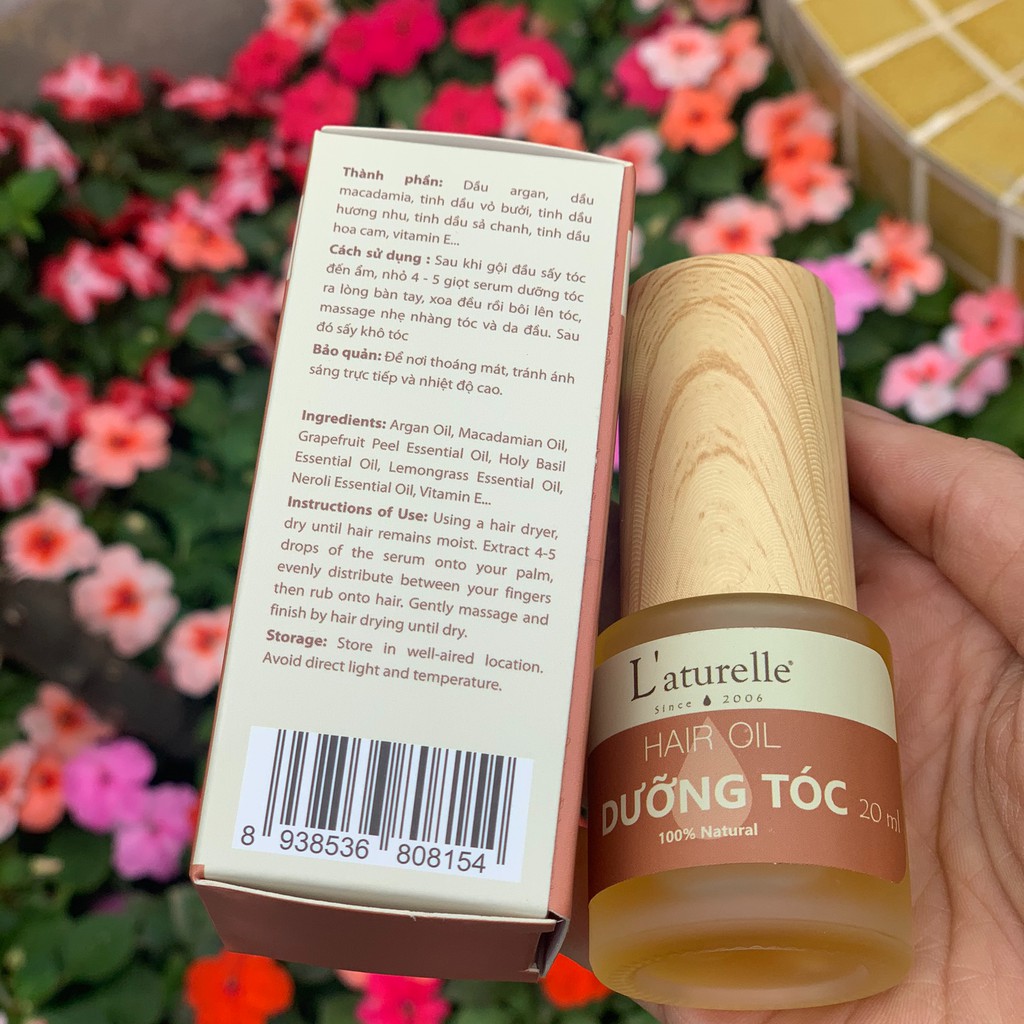 Thành phần: Dầu argan, dầu
macadamia, tinh dầu vỏ bưởi, tinh dầu
hương nhu, tinh dầu sả chanh, tinh dầu
hoa cam, vitamin E...
Cách sử dụng : Sau khi gội đầu sấy tóc
đến ẩm, nhỏ 4 - 5 giọt serum dưỡng tóc
ra lòng bàn tay, xoa đều rồi bôi lên tóc,
massage nhẹ nhàng tóc và da đầu. Sau
đó sấy khô tóc
Bảo quản: Để nơi thoáng mát, tránh ánh
sáng trực tiếp và nhiệt độ cao.
Ingredients: Argan Oil, Macadamian Oil,
Grapefruit Peel Essential Oil, Holy Basil
Essential Oil, Lemongrass Essential Oil,
Neroli Essential Oil, Vitamin E...
Instructions of Use: Using a hair dryer,
dry until hair remains moist. Extract 4-5
drops of the serum onto your palm,
evenly distribute between your fingers
then rub onto hair. Gently massage and
finish by hair drying until dry.
Storage: Store in well-aired location.
Avoid direct light and temperature.
8 938536 808154
L'aturelle®
Since 2006
HAIR OIL
DƯỠNG TÓC 20 ml
100% Natural